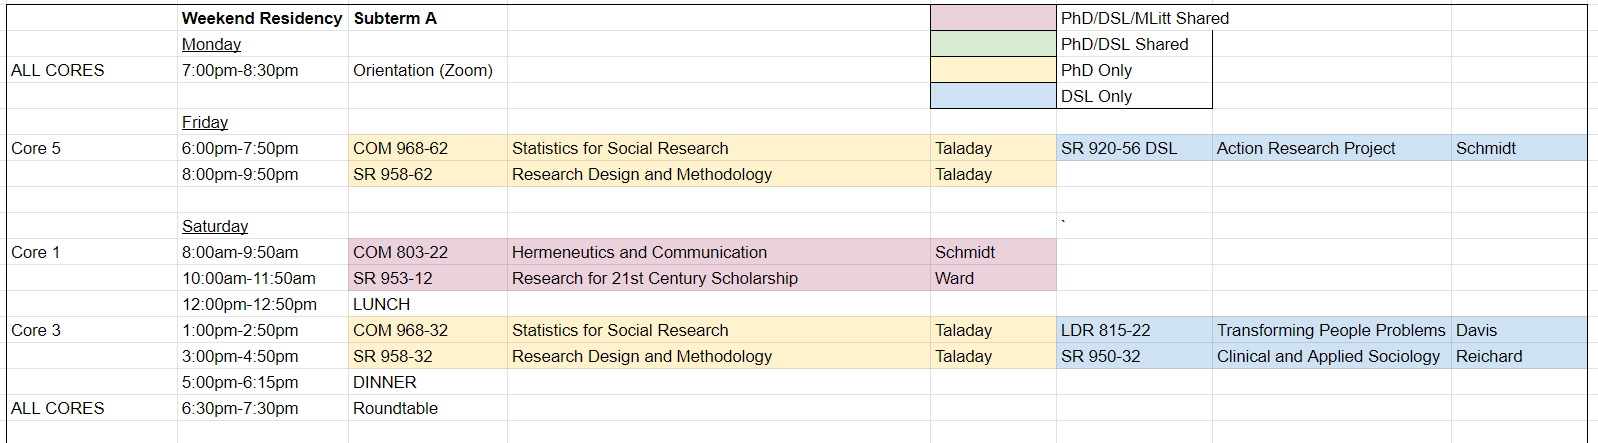 Weekend Residency Subterm A PhD/DSL/MLitt Shared
Monday PhD/DSL Shared
ALL CORES 7:00pm-8:30pm Orientation (Zoom) PhD Only
DSL Only
Friday
Core 5 6:00pm-7:50pm COM 968-62 Statistics for Social Research Taladay SR 920-56 DSL Action Research Project Schmidt
8:00pm-9:50pm SR 958-62 Research Design and Methodology Taladay
Saturday `
Core 1 8:00am-9:50am COM 803-22 Hermeneutics and Communication Schmidt
10:00am-11:50am SR 953-12 Research for 21st Century Scholarship Ward
12:00pm-12:50pm LUNCH
Core 3 1:00pm-2:50pm COM 968-32 Statistics for Social Research Taladay LDR 815-22 Transforming People Problems Davis
3:00pm-4:50pm SR 958-32 Research Design and Methodology Taladay SR 950-32 Clinical and Applied Sociology Reichard
5:00pm-6:15pm DINNER
ALL CORES 6:30pm-7:30pm Roundtable